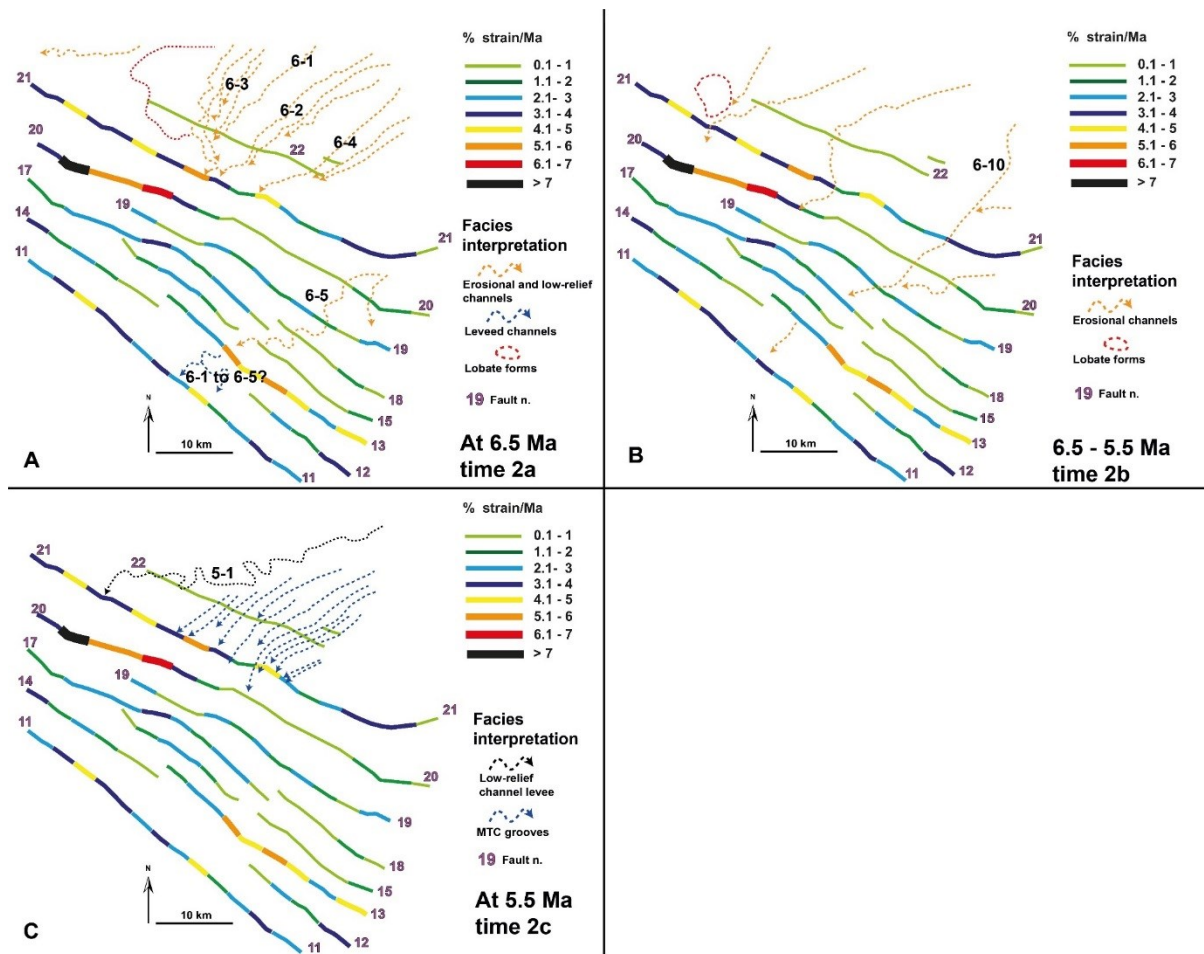 21
20
17
14
11
19
22
6-3
6-1
6-2
6-4
6-5
6-1 to 6-5?
21
20
19
18
15
13
12
11
N
10 km
A
% strain/Ma
0.1 - 1
1.1 - 2
2.1- 3
3.1 - 4
4.1 - 5
5.1 - 6
6.1 - 7
> 7
Facies
interpretation
Erosional and low-relief
channels
Leveed channels
Lobate forms
19 Fault n.
At 6.5 Ma
time 2a
21
20
17
14
11
19
22
6-10
21
20
19
18
15
13
12
11
N
10 km
B
% strain/Ma
0.1 - 1
1.1 - 2
2.1- 3
3.1 - 4
4.1 - 5
5.1 - 6
6.1 - 7
> 7
Facies
interpretation
Erosional channels
Lobate forms
19 Fault n.
6.5 - 5.5 Ma
time 2b
21
20
17
14
11
19
22
5-1
21
20
19
18
15
13
12
11
N
10 km
C
% strain/Ma
0.1 - 1
1.1 - 2
2.1- 3
3.1 - 4
4.1 - 5
5.1 - 6
6.1 - 7
> 7
Facies
interpretation
Low-relief
channel levee
MTC grooves
19 Fault n.
At 5.5 Ma
time 2c